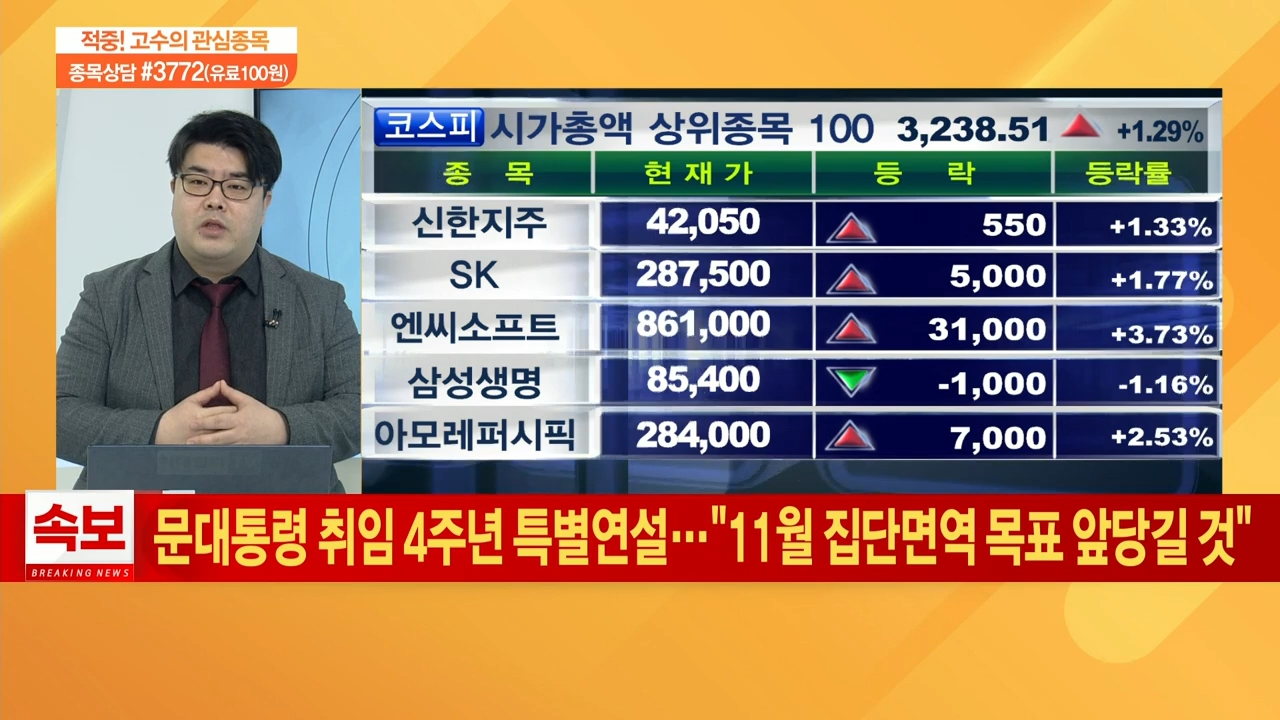 적중! 고수의 관심종목
종목상담 #3772(유료100원)
코스피 시가총액 상위종목 100 3,238.51 +1.29%
종 목 현재가 등 락 등락률
신한지주 42,050 550 +1.33%
SK 287,500 5,000 +1.77%
엔씨소프트 861,000 31,000 +3.73%
삼성생명 85,400 -1,000 -1.16%
아모레퍼시픽 284,000 7,000 +2.53%
속보 문대통령 취임 4주년 특별연설…"11월 집단면역 목표 앞당길 것"
BREAKING NEWS